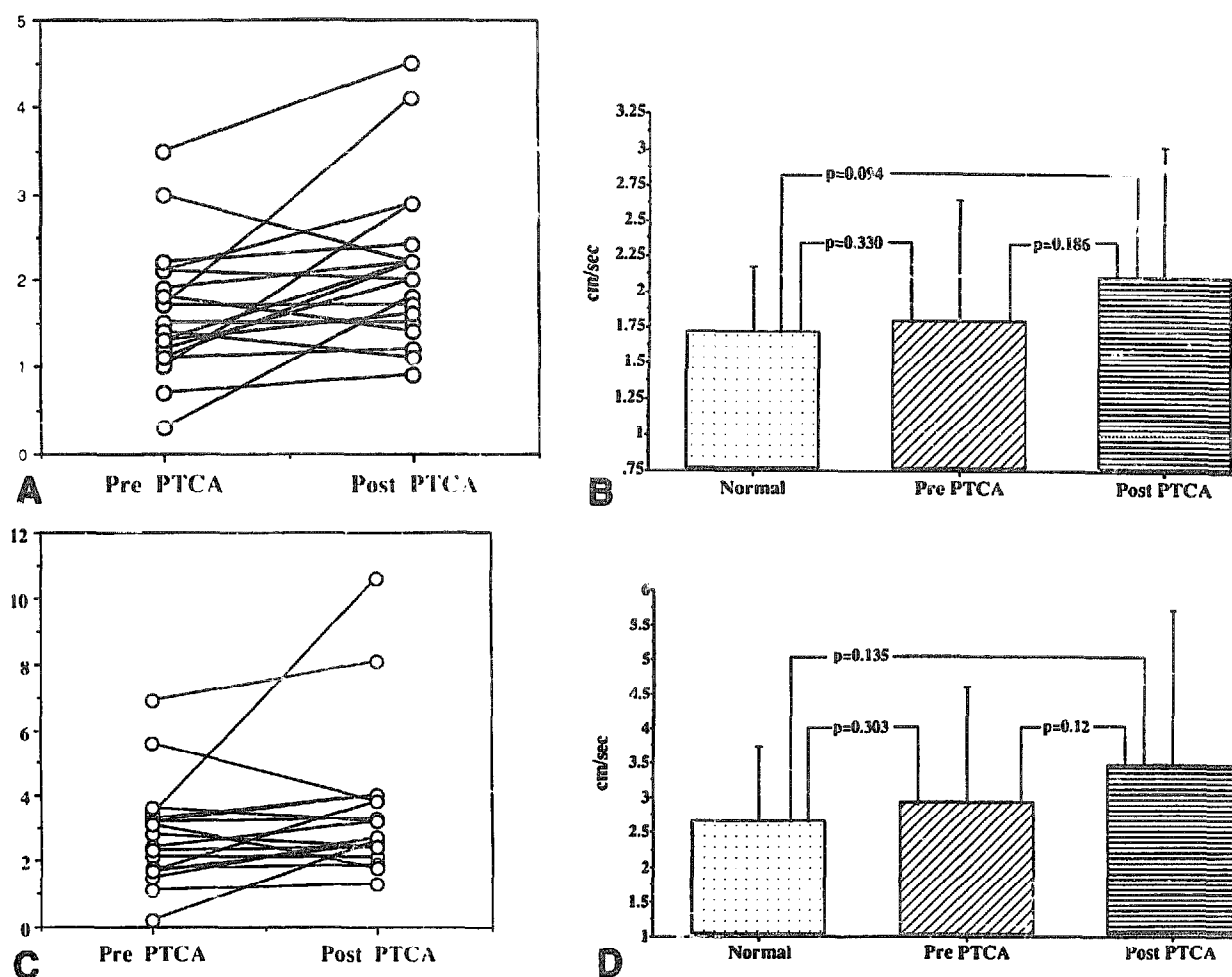 5
4
3
2
1
0
Pre PTCA
Post PTCA
A
cm/sec
3.25
3
2.75
2.5
2.25
2
1.75
1.5
1.25
1
.75
p=0.094
p=0.330
p=0.186
Normal
Pre PTCA
Post PTCA
B
12
10
8
6
4
2
0
Pre PTCA
Post PTCA
C
cm/sec
6
5.5
5
4.5
4
3.5
3
2.5
2
1.5
1
p=0.135
p=0.303
p=0.12
Normal
Pre PTCA
Post PTCA
D